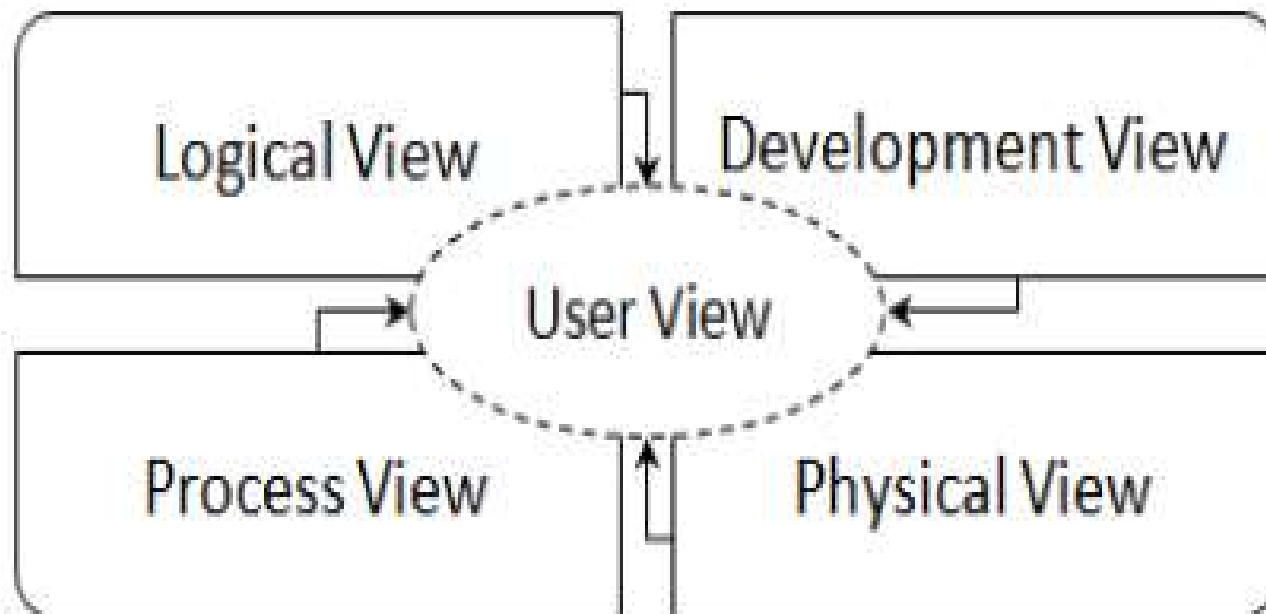 Logical View
Development View
User View
Process View
Physical View